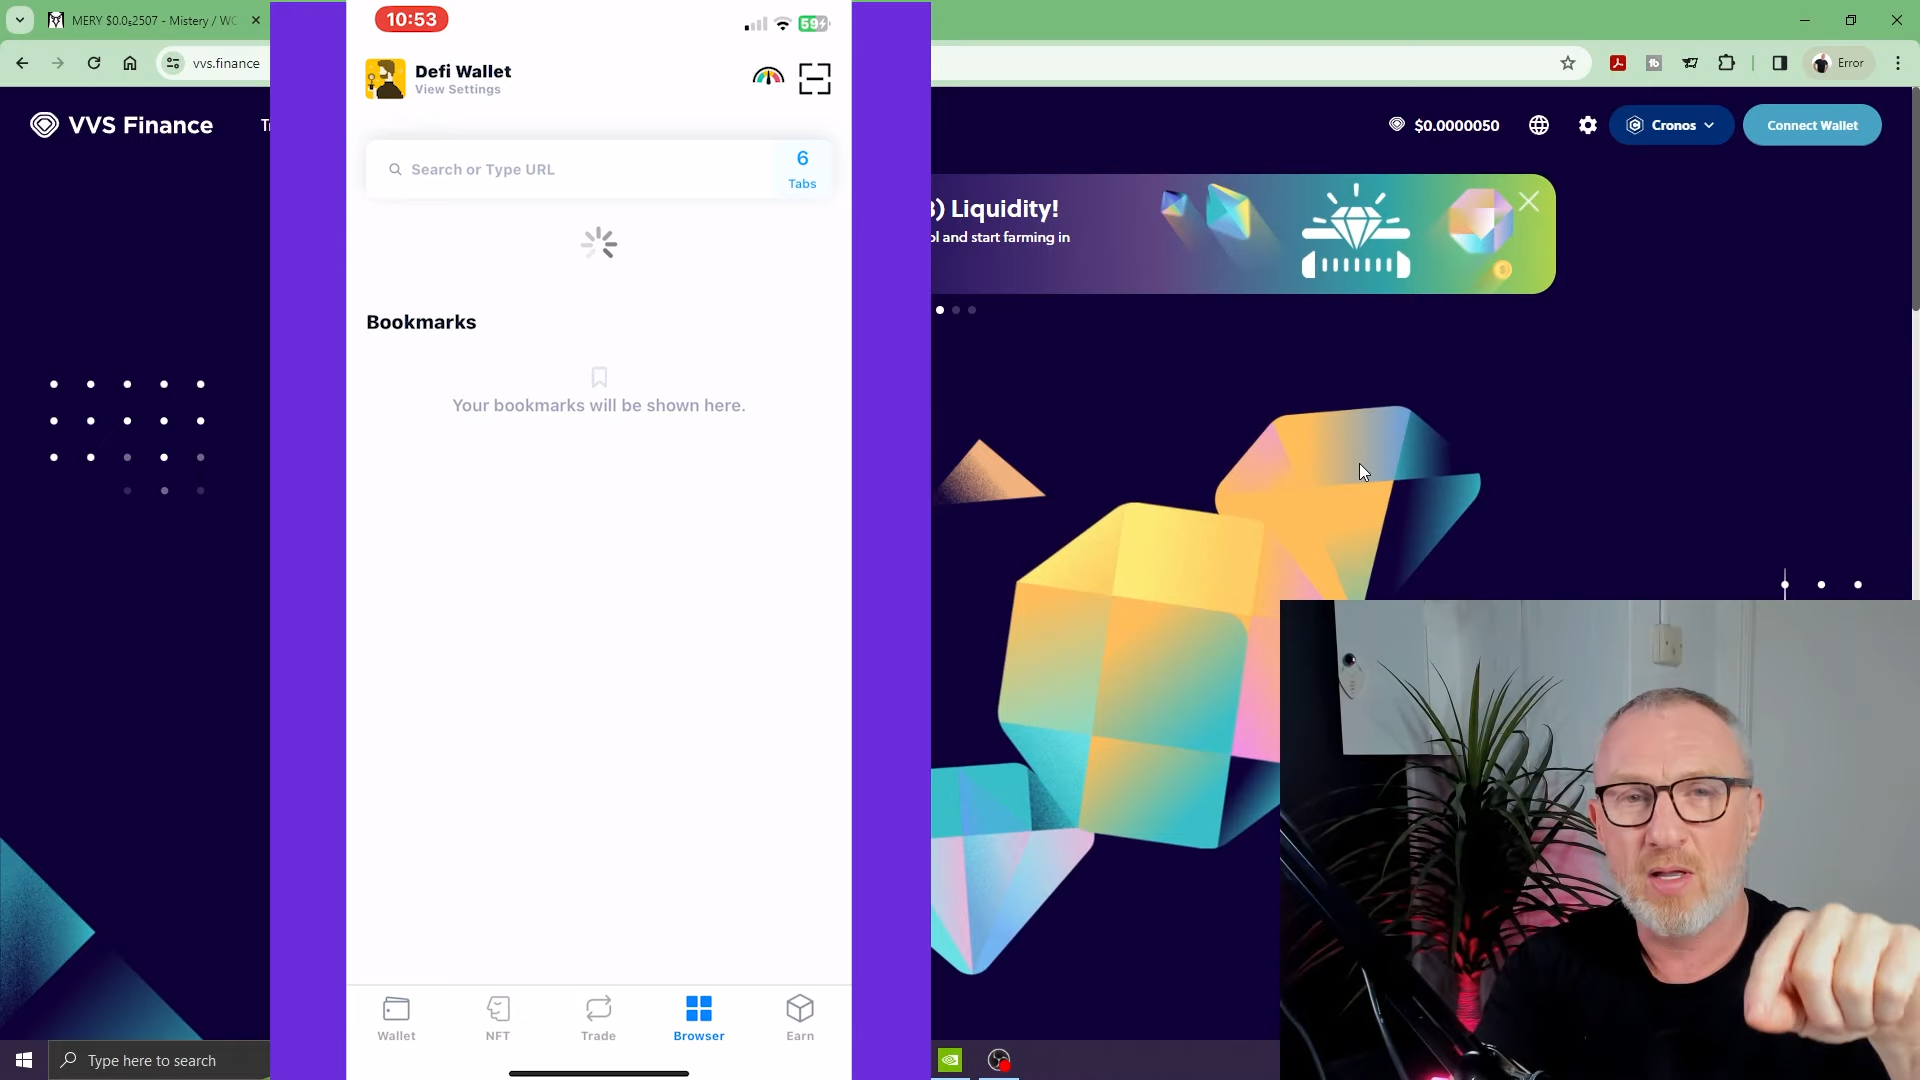 MERY $0.0₅2507 - Mistery / WC
vvs.finance
Error
VVS Finance
$0.0000050
Cronos
Connect Wallet
Liquidity!
and start farming in
10:53
59
Defi Wallet
View Settings
Search or Type URL
6
Tabs
Bookmarks
Your bookmarks will be shown here.
Wallet
NFT
Trade
Browser
Earn
Type here to search